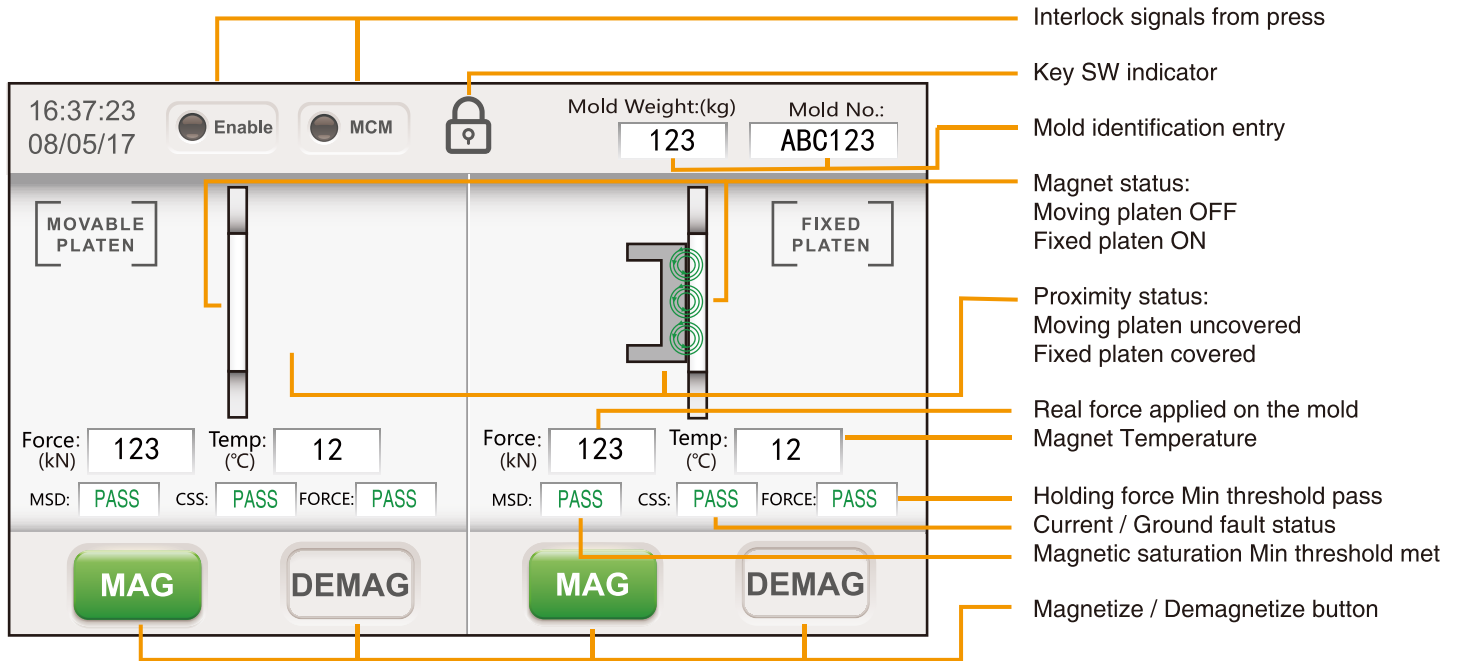 Interlock signals from press
Key SW indicator
16:37:23
08/05/17
Enable
MCM
Mold Weight:(kg)
123
Mold No.:
ABC123
Mold identification entry
MOVABLE
PLATEN
FIXED
PLATEN
Magnet status:
Moving platen OFF
Fixed platen ON
Proximity status:
Moving platen uncovered
Fixed platen covered
Force:
(kN)
123
Temp:
(℃)
12
Force:
(kN)
123
Temp:
(℃)
12
Real force applied on the mold
Magnet Temperature
MSD: PASS CSS: PASS FORCE: PASS
MSD: PASS CSS: PASS FORCE: PASS
Holding force Min threshold pass
Current / Ground fault status
Magnetic saturation Min threshold met
MAG
DEMAG
MAG
DEMAG
Magnetize / Demagnetize button